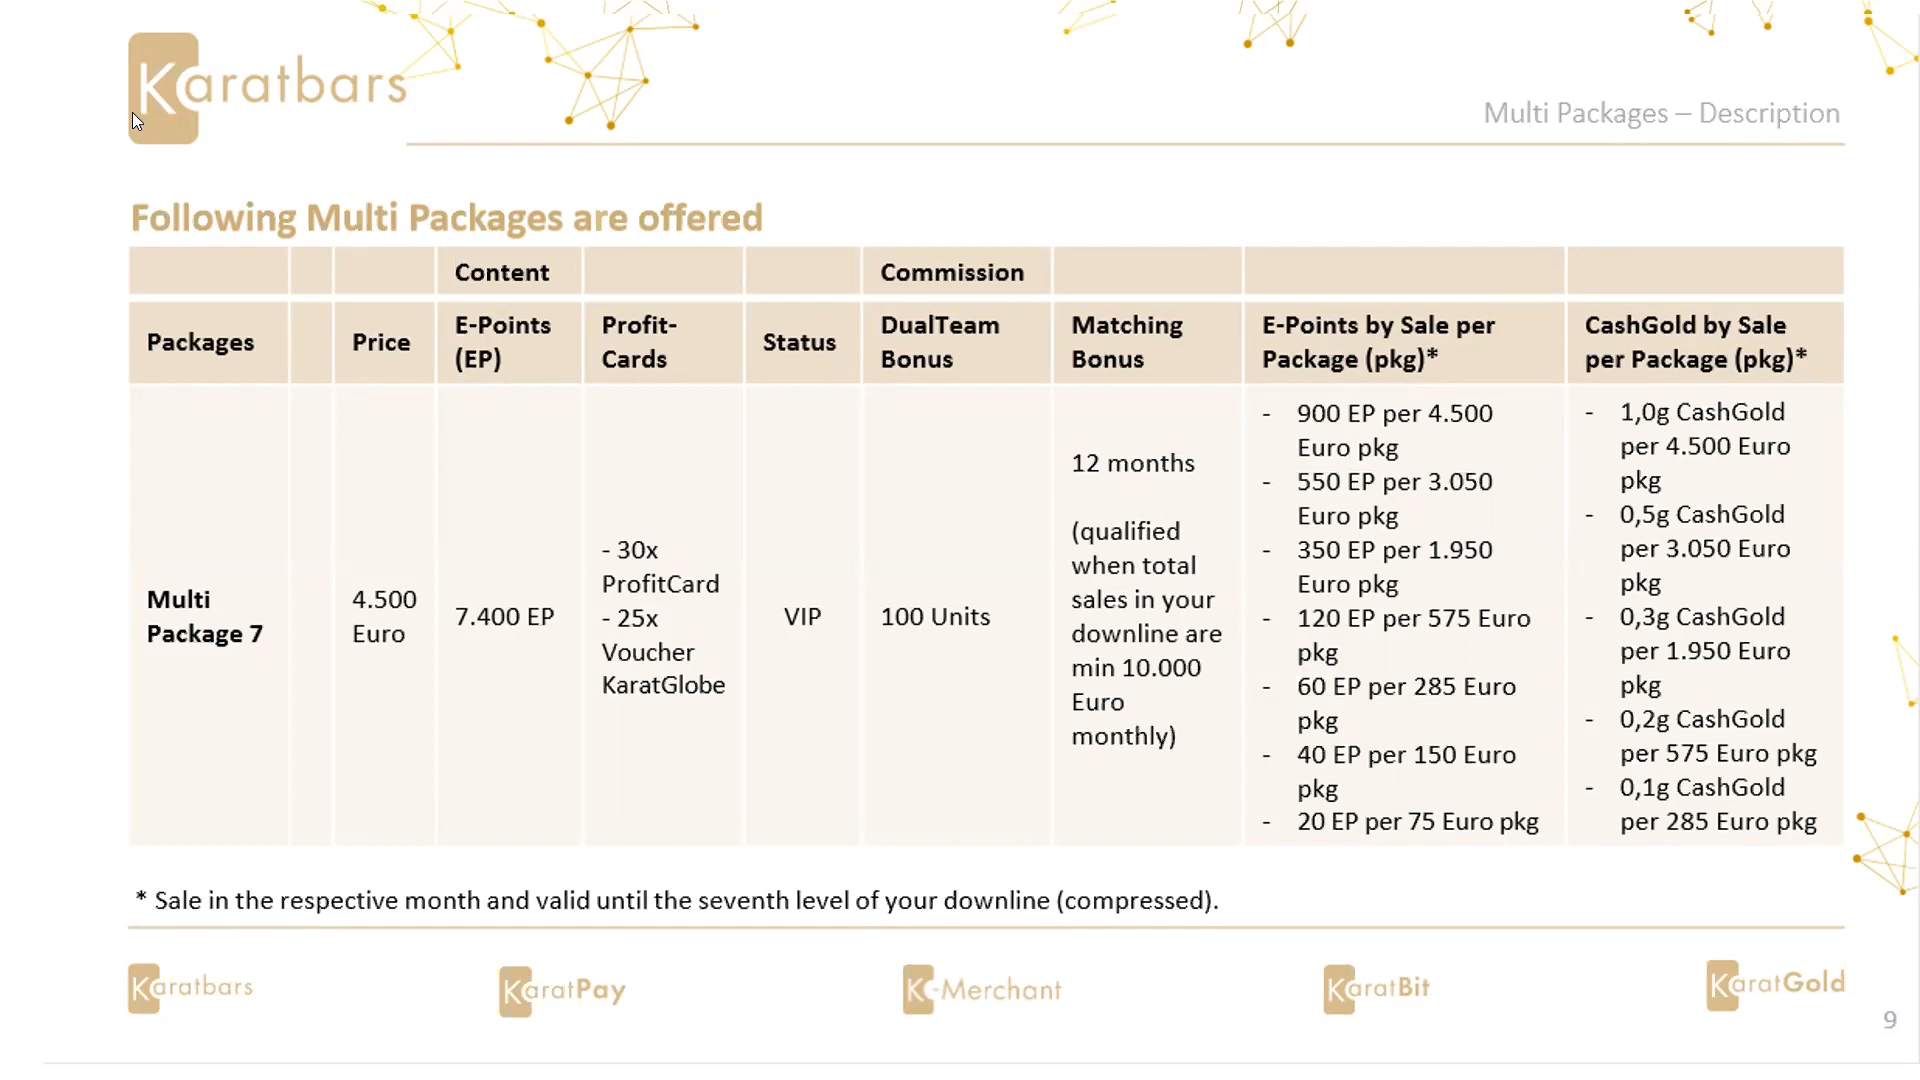 Karatbars
Multi Packages – Description
Following Multi Packages are offered
Content
Commission
Packages
Price
E-Points
(EP)
Profit-
Cards
Status
DualTeam
Bonus
Matching
Bonus
E-Points by Sale per
Package (pkg)*
CashGold by Sale
per Package (pkg)*
Multi
Package 7
4.500
Euro
7.400 EP
- 30x
ProfitCard
- 25x
Voucher
KaratGlobe
VIP
100 Units
12 months
(qualified
when total
sales in your
downline are
min 10.000
Euro
monthly)
- 900 EP per 4.500
Euro pkg
- 550 EP per 3.050
Euro pkg
- 350 EP per 1.950
Euro pkg
- 120 EP per 575 Euro
pkg
- 60 EP per 285 Euro
pkg
- 40 EP per 150 Euro
pkg
- 20 EP per 75 Euro pkg
- 1,0g CashGold
per 4.500 Euro
pkg
- 0,5g CashGold
per 3.050 Euro
pkg
- 0,3g CashGold
per 1.950 Euro
pkg
- 0,2g CashGold
per 575 Euro pkg
- 0,1g CashGold
per 285 Euro pkg
* Sale in the respective month and valid until the seventh level of your downline (compressed).
Karatbars
KaratPay
K-Merchant
KaratBit
KaratGold
9